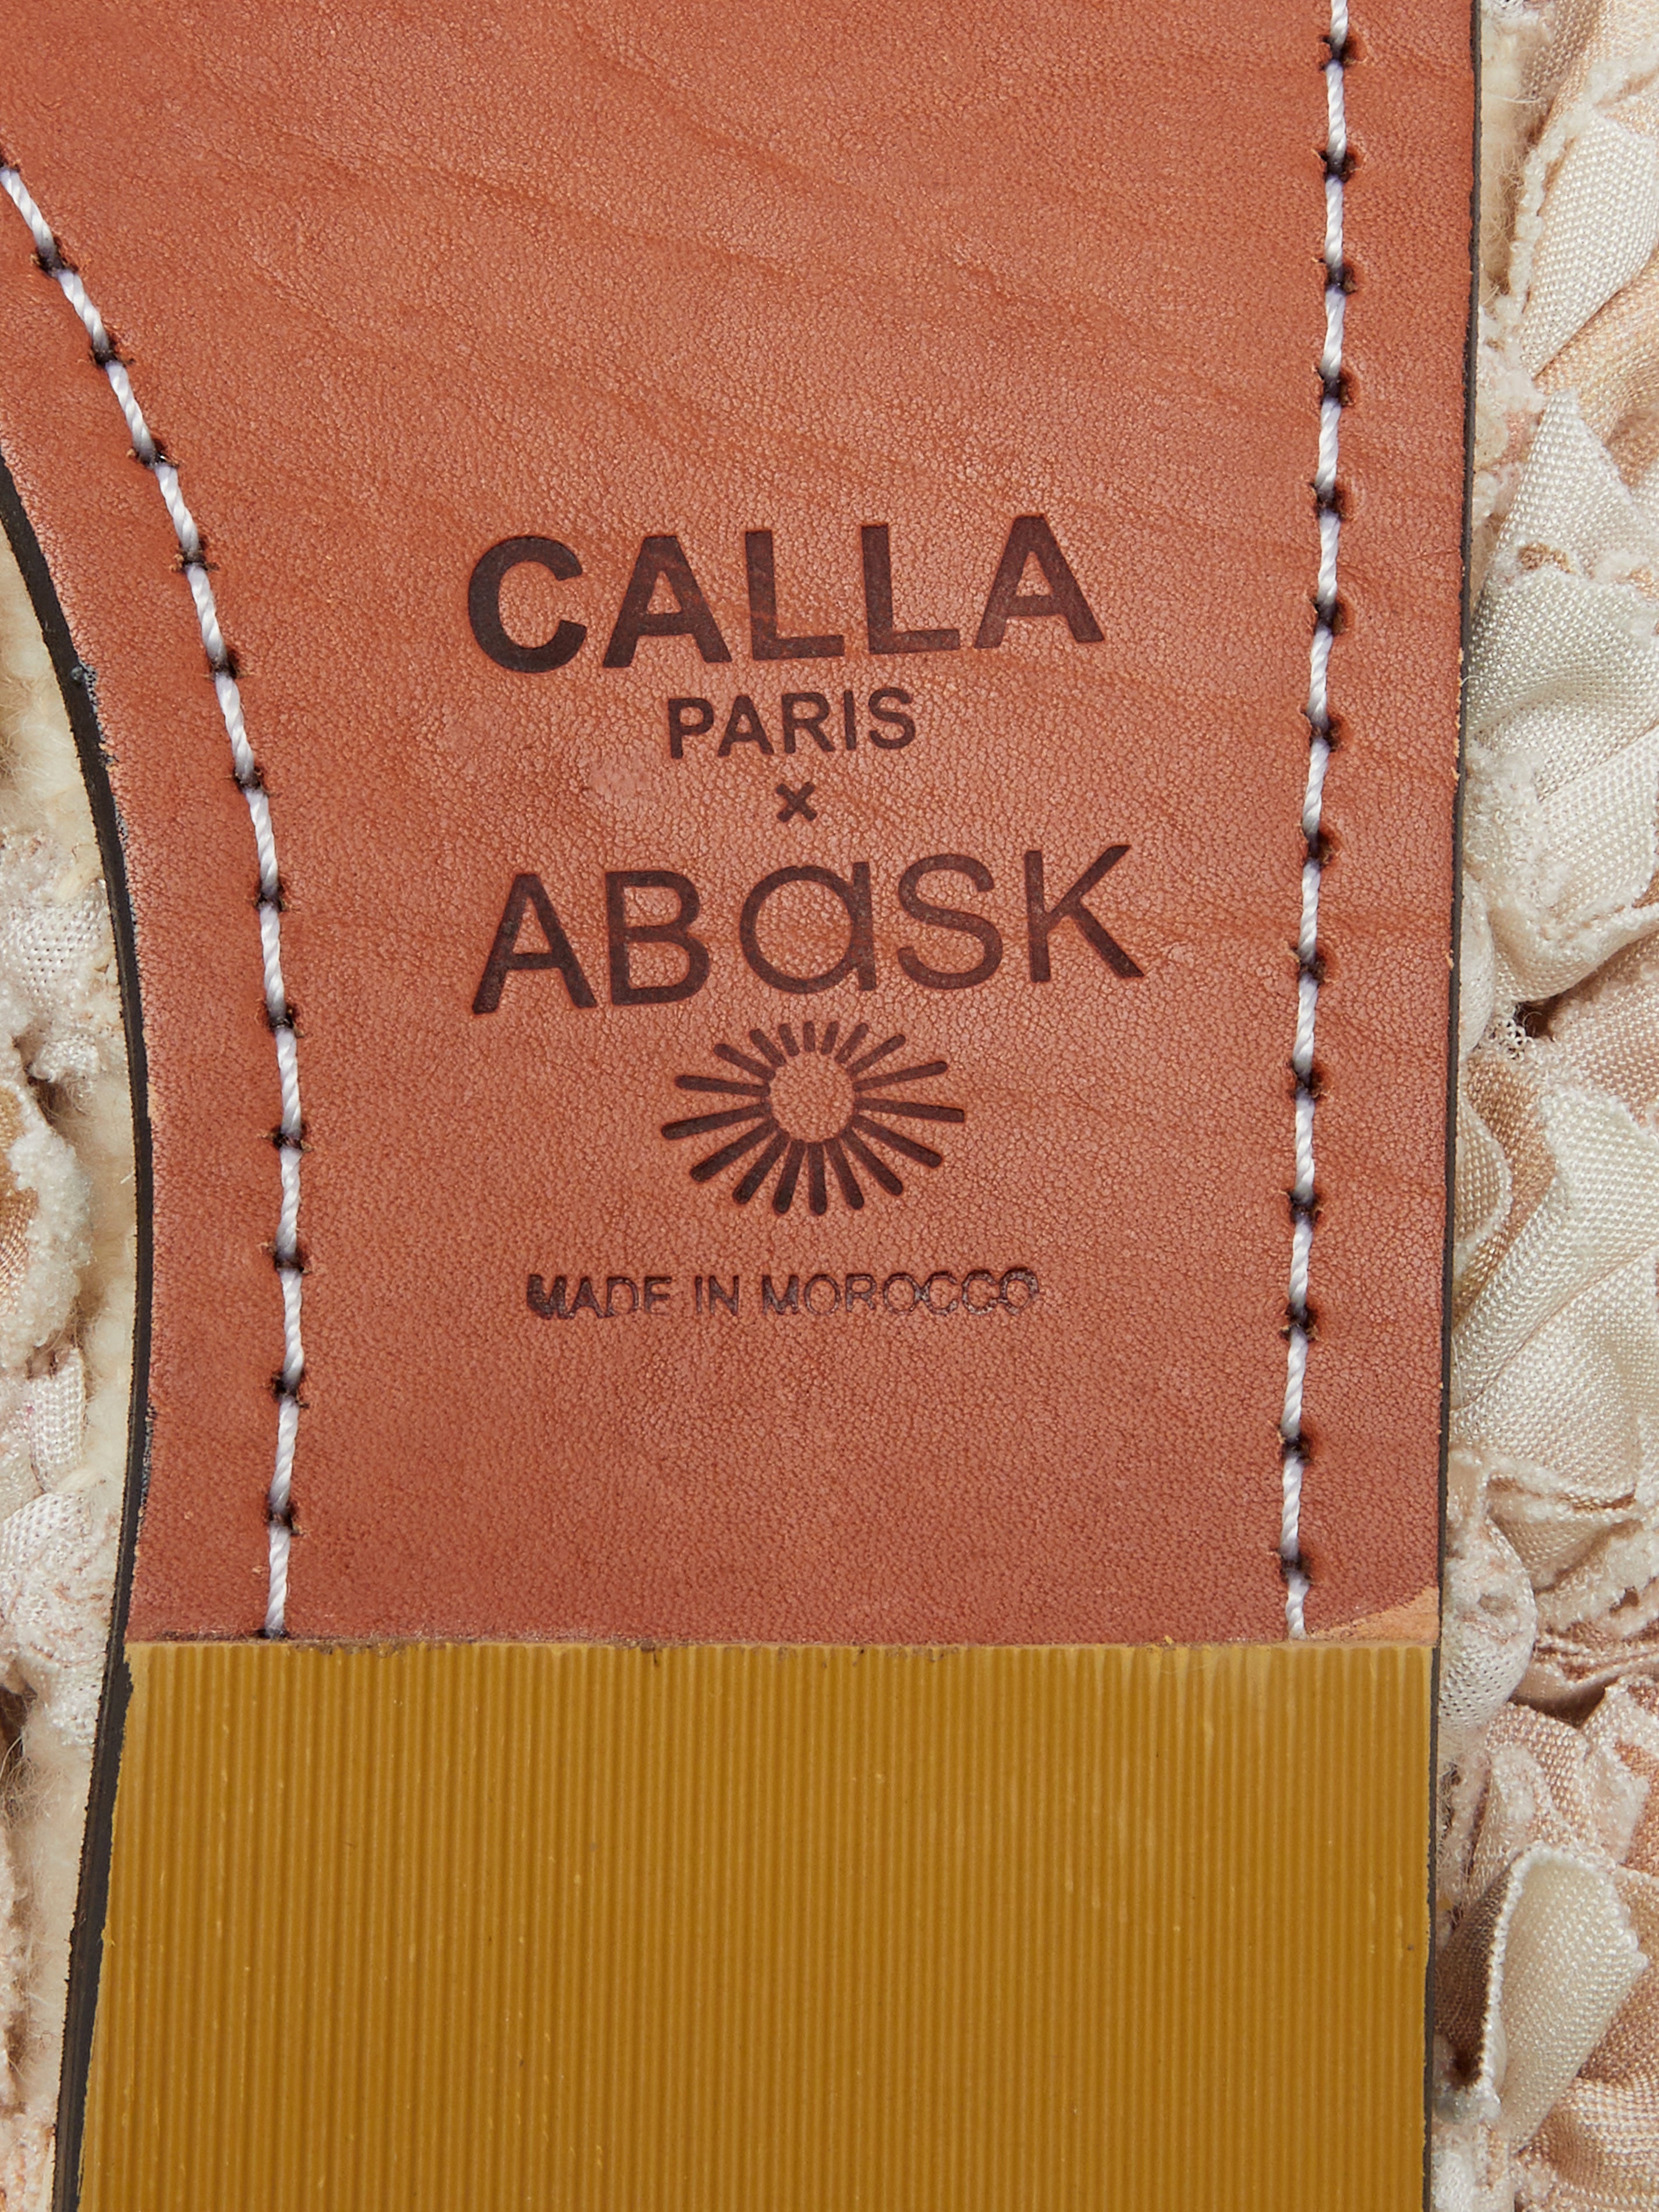 CALLA
PARIS
×
ABaSK
MADE IN MOROCCO